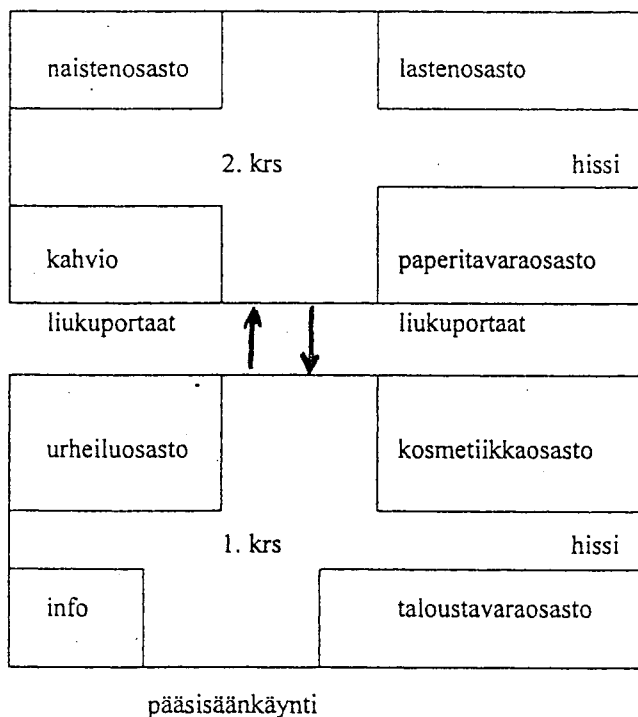 naistenosasto lastenosasto
2. krs hissi
kahvio paperitavaraosasto
liukuportaat liukuportaat
urheiluosasto kosmetiikkaosasto
1. krs hissi
info taloustavaraosasto
pääsisäänkäynti